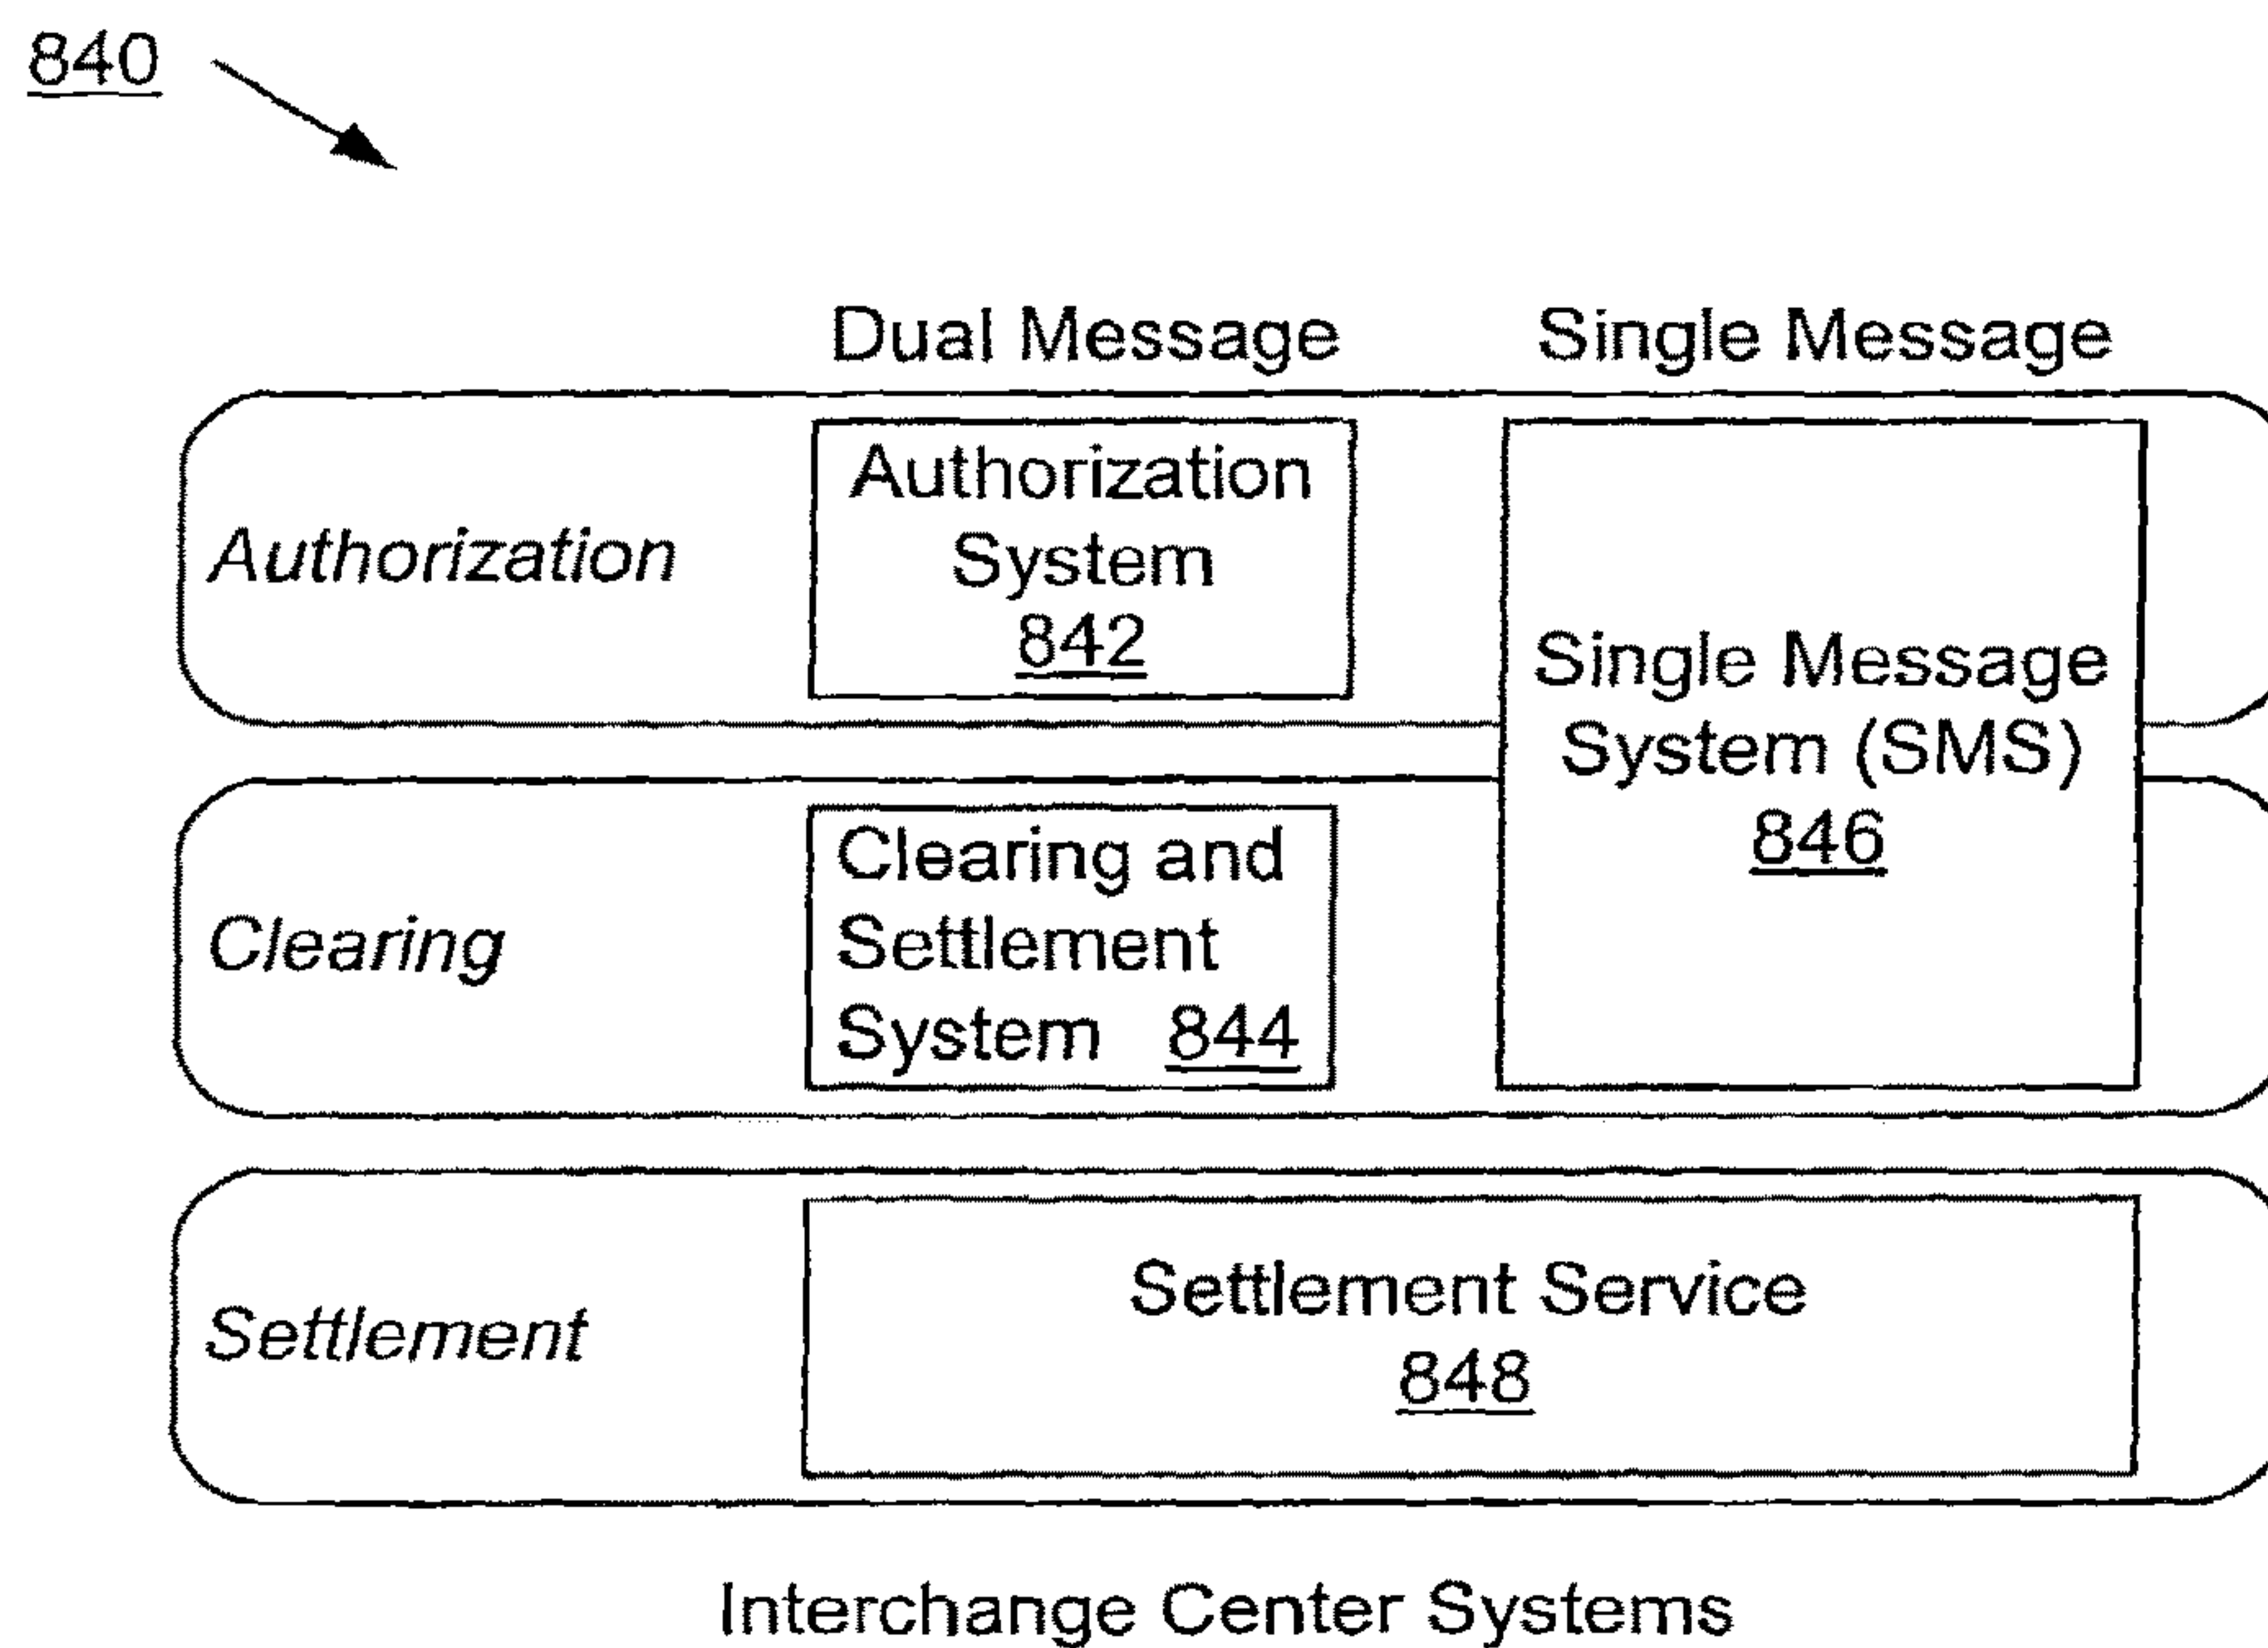 840
Dual Message Single Message
Authorization
Authorization
System
842
Single Message
System (SMS)
846
Clearing
Clearing and
Settlement
System 844
Settlement
Settlement Service
848
Interchange Center Systems